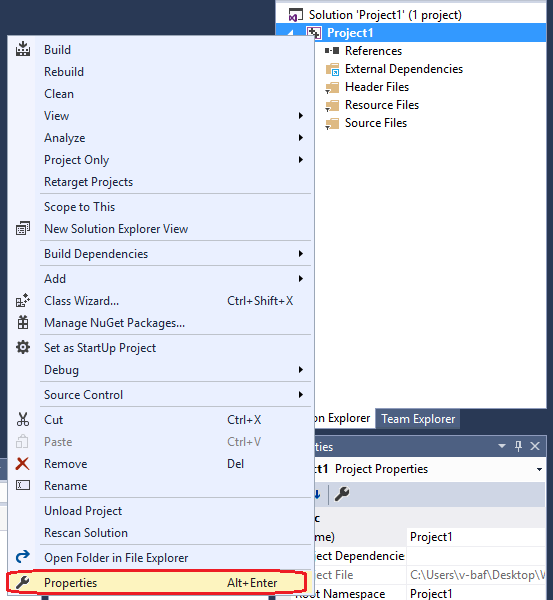 Solution 'Project1' (1 project)
Project1
References
External Dependencies
Header Files
Resource Files
Source Files
Build
Rebuild
Clean
View
Analyze
Project Only
Retarget Projects
Scope to This
New Solution Explorer View
Build Dependencies
Add
Class Wizard... Ctrl+Shift+X
Manage NuGet Packages...
Set as StartUp Project
Debug
Source Control
Cut Ctrl+X
Paste Ctrl+V
Remove Del
Rename
Unload Project
Rescan Solution
Open Folder in File Explorer
Properties Alt+Enter
on Explorer Team Explorer
rties
ct1 Project Properties
c
me) Project1
ct Dependencie
ct File C:\Users\v-baf\Desktop\V
Root Namespace Project1